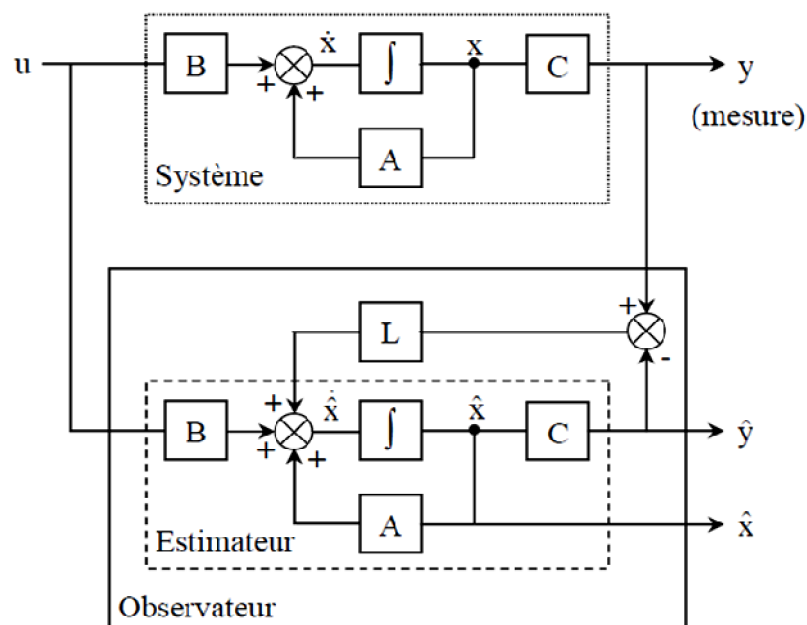 u
B
+
+
ẋ
∫
x
C
y
(mesure)
A
Système
+
-
L
+
B
+
+
x̂̇
∫
x̂
C
ŷ
A
x̂
Estimateur
Observateur